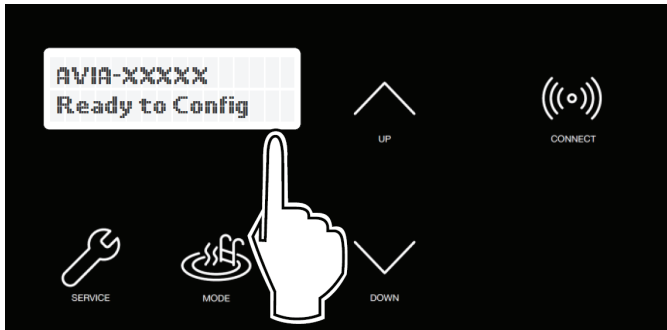 AVIA-XXXXX
Ready to Config
UP
CONNECT
SERVICE
MODE
DOWN